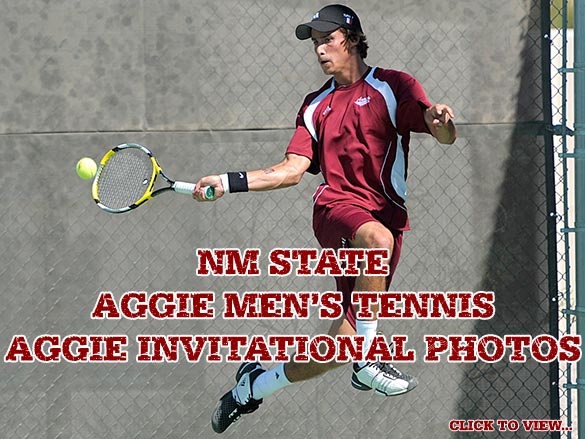 NM STATE
AGGIE MEN'S TENNIS
AGGIE INVITATIONAL PHOTOS
CLICK TO VIEW...